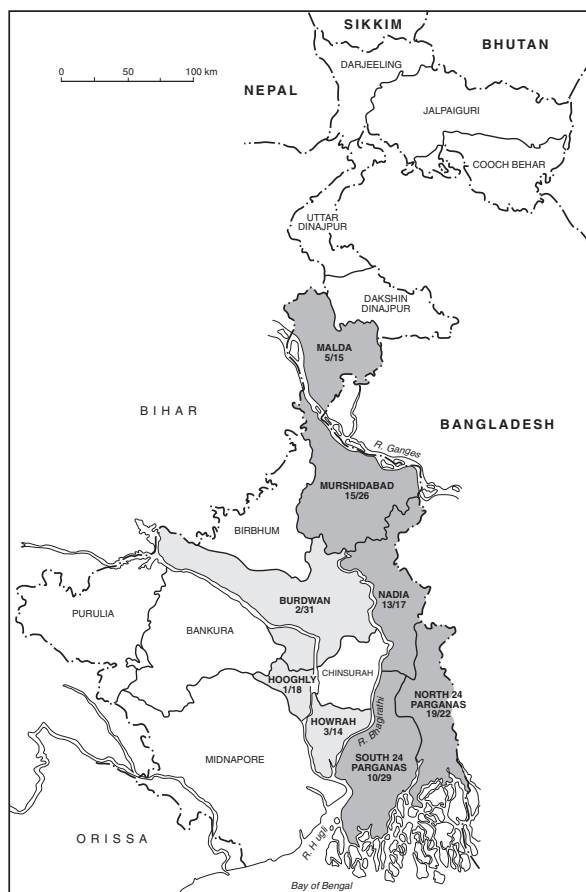 SIKKIM
BHUTAN
DARJEELING
0 50 100 km
NEPAL
JALPAIGURI
COOCH BEHAR
UTTAR
DINAJPUR
DAKSHIN
DINAJPUR
MALDA
5/15
BIHAR
BANGLADESH
R. Ganges
MURSHIDABAD
15/26
BIRBHUM
BURDWAN
2/31
NADIA
13/17
PURULIA
BANKURA
CHINSURAH
HOOGHLY
1/18
NORTH 24
PARGANAS
19/22
HOWRAH
3/14
R. Bhagirathi
MIDNAPORE
SOUTH 24
PARGANAS
10/29
ORISSA
R. Hugli
Bay of Bengal